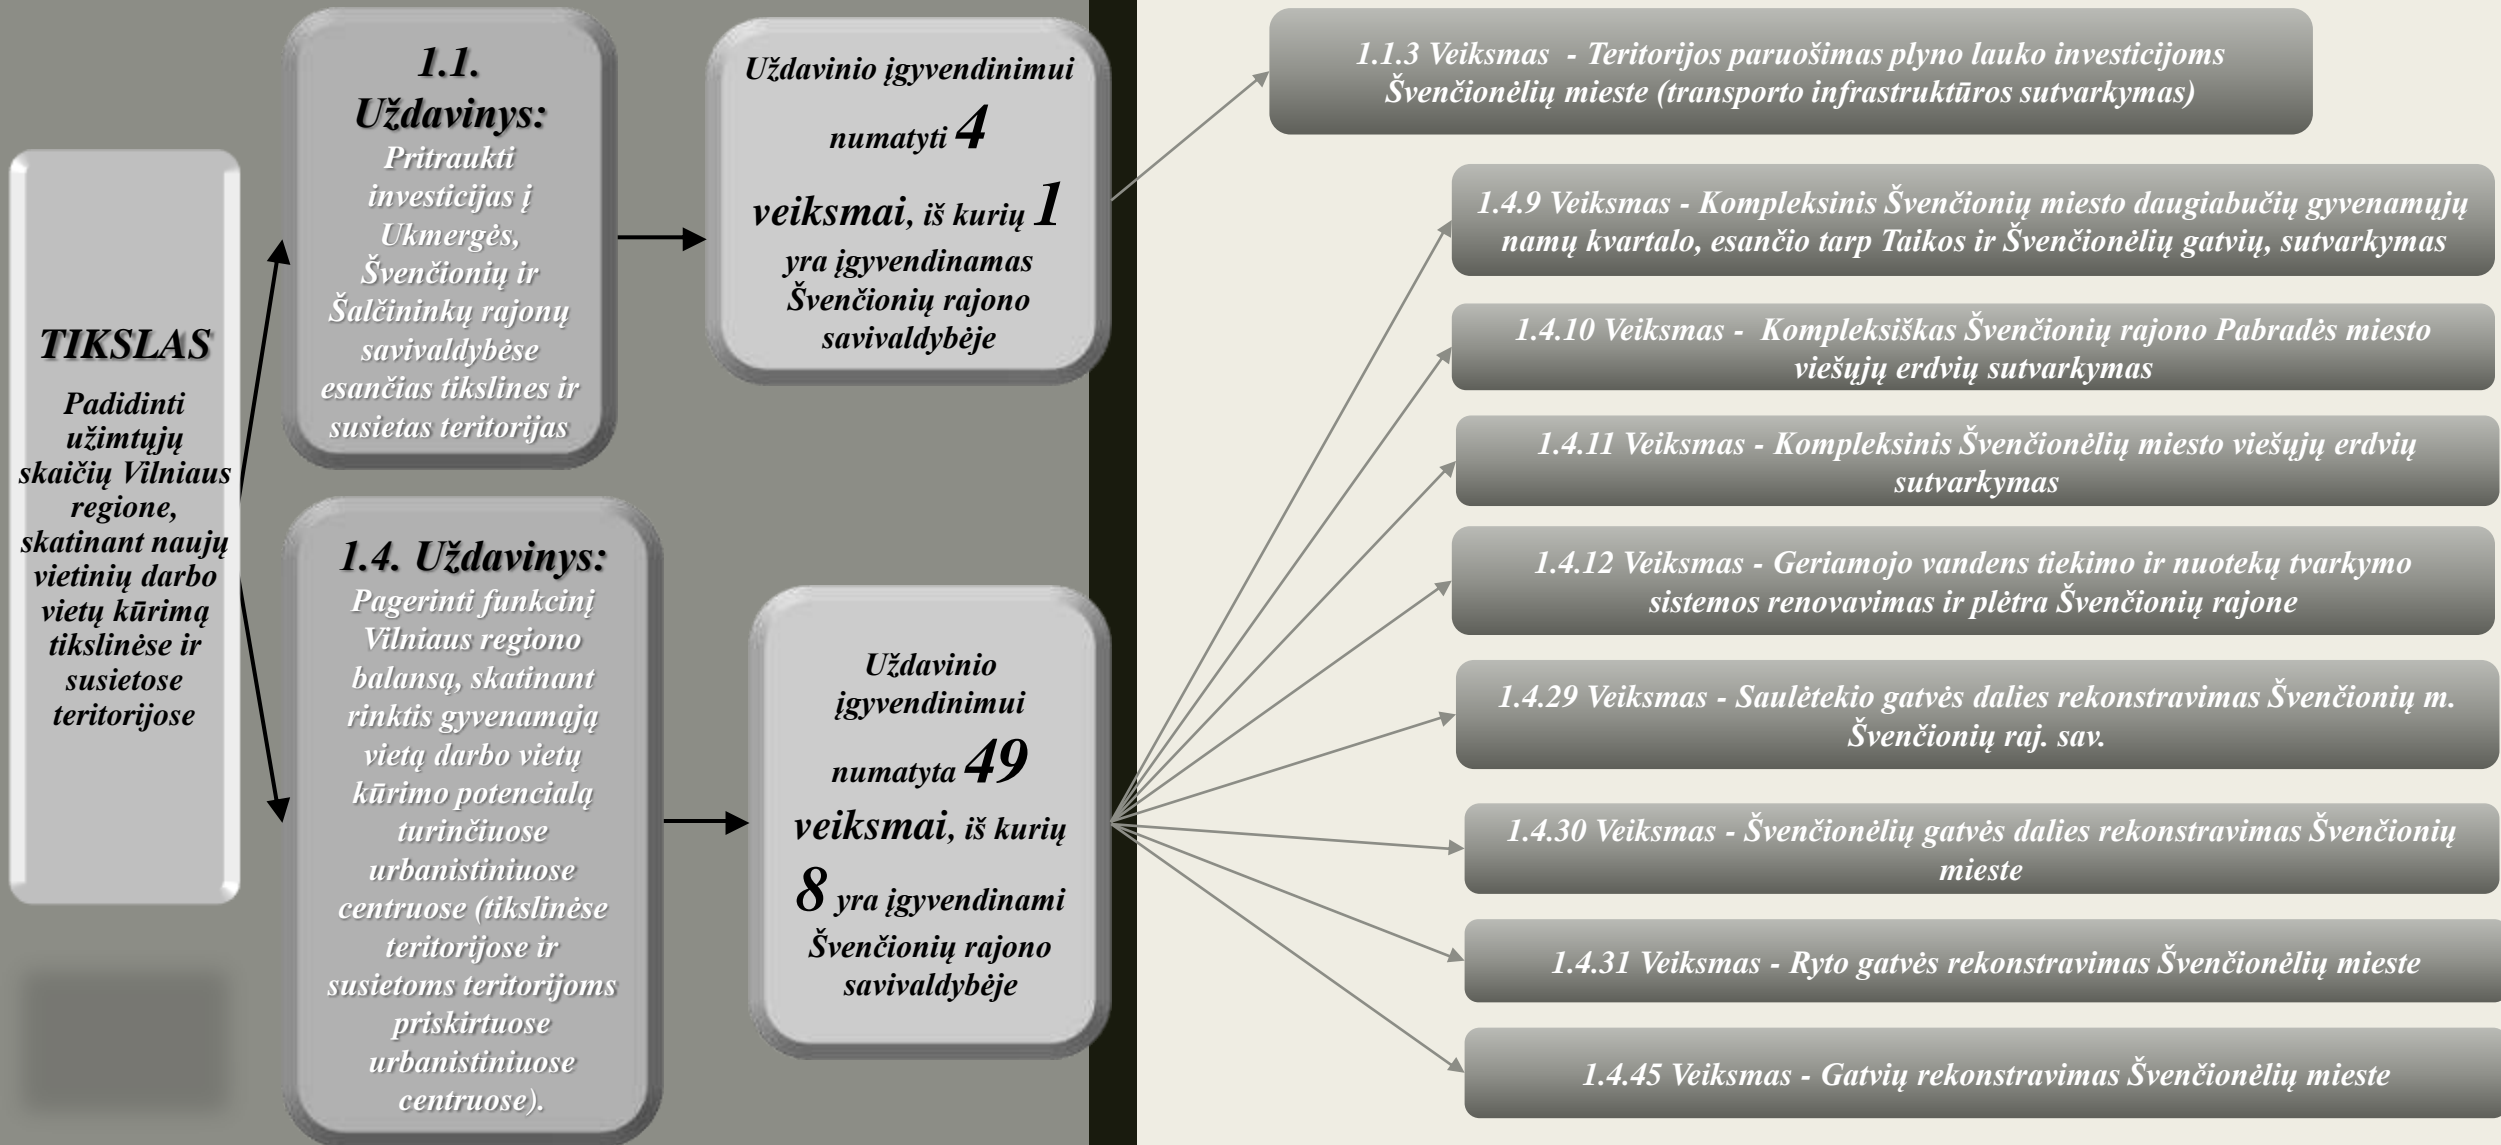 TIKSLAS
Padidinti
užimtųjų
skaičių Vilniaus
regione,
skatinant naujų
vietinių darbo
vietų kūrimą
tikslinėse ir
susietose
teritorijose
1.1.
Uždavinys:
Pritraukti
investicijas į
Ukmergės,
Švenčionių ir
Šalčininkų rajonų
savivaldybėse
esančias tikslines ir
susietas teritorijas
Uždavinio įgyvendinimui
numatyti 4
veiksmai, iš kurių 1
yra įgyvendinamas
Švenčionių rajono
savivaldybėje
1.1.3 Veiksmas - Teritorijos paruošimas plyno lauko investicijoms
Švenčionėlių mieste (transporto infrastruktūros sutvarkymas)
1.4. Uždavinys:
Pagerinti funkcinį
Vilniaus regiono
balansą, skatinant
rinktis gyvenamąją
vietą darbo vietų
kūrimo potencialą
turinčiuose
urbanistiniuose
centruose (tikslinėse
teritorijose ir
susietoms teritorijoms
priskirtuose
urbanistiniuose
centruose).
Uždavinio
įgyvendinimui
numatyta 49
veiksmai, iš kurių
8 yra įgyvendinami
Švenčionių rajono
savivaldybėje
1.4.9 Veiksmas - Kompleksinis Švenčionių miesto daugiabučių gyvenamųjų
namų kvartalo, esančio tarp Taikos ir Švenčionėlių gatvių, sutvarkymas
1.4.10 Veiksmas - Kompleksiškas Švenčionių rajono Pabradės miesto
viešųjų erdvių sutvarkymas
1.4.11 Veiksmas - Kompleksinis Švenčionėlių miesto viešųjų erdvių
sutvarkymas
1.4.12 Veiksmas - Geriamojo vandens tiekimo ir nuotekų tvarkymo
sistemos renovavimas ir plėtra Švenčionių rajone
1.4.29 Veiksmas - Saulėtekio gatvės dalies rekonstravimas Švenčionių m.
Švenčionių raj. sav.
1.4.30 Veiksmas - Švenčionėlių gatvės dalies rekonstravimas Švenčionių
mieste
1.4.31 Veiksmas - Ryto gatvės rekonstravimas Švenčionėlių mieste
1.4.45 Veiksmas - Gatvių rekonstravimas Švenčionėlių mieste